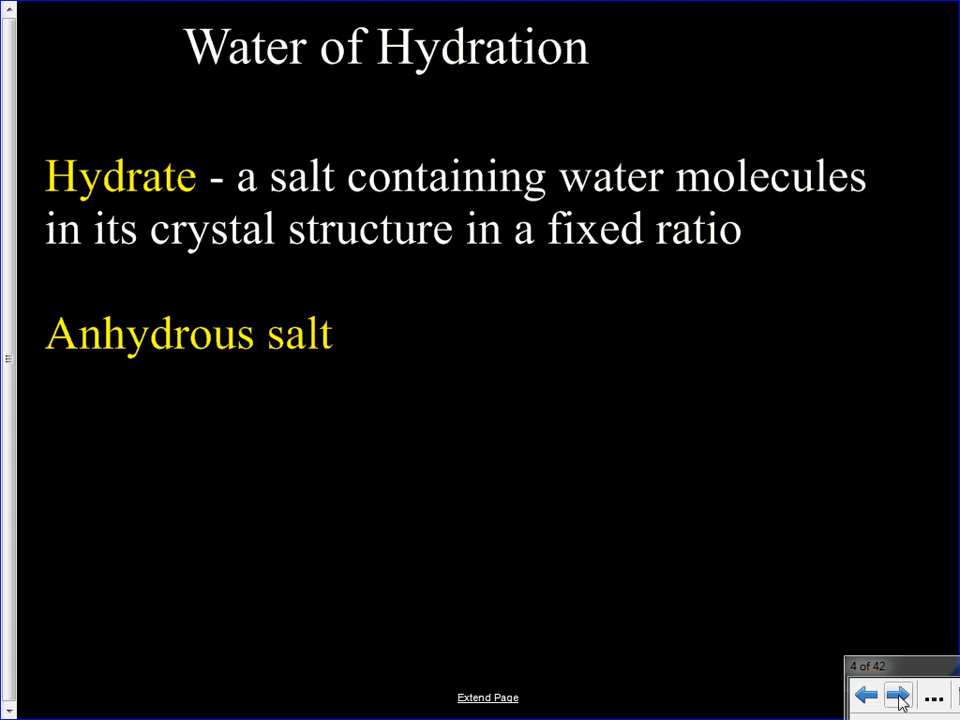 Water of Hydration
Hydrate - a salt containing water molecules
in its crystal structure in a fixed ratio
Anhydrous salt
4 of 42
...
Extend Page